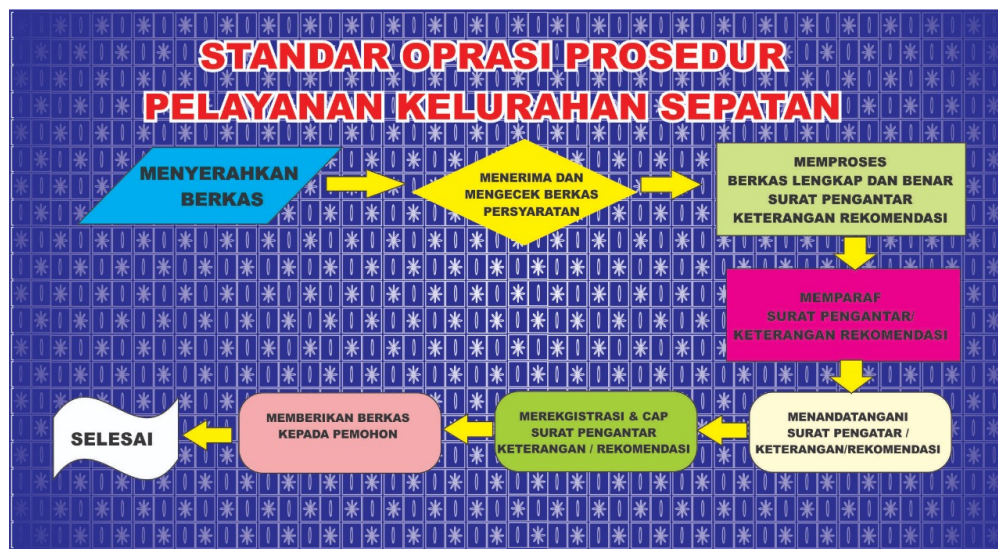 STANDAR OPRASI PROSEDUR
PELAYANAN KELURAHAN SEPATAN
MENYERAHKAN
BERKAS
MENERIMA DAN
MENGECEK BERKAS
PERSYARATAN
MEMPROSES
BERKAS LENGKAP DAN BENAR
SURAT PENGANTAR
KETERANGAN REKOMENDASI
MEMPARAF
SURAT PENGANTAR/
KETERANGAN REKOMENDASI
MENANDATANGANI
SURAT PENGATAR /
KETERANGAN/REKOMENDASI
MEREKGISTRASI & CAP
SURAT PENGANTAR
KETERANGAN / REKOMENDASI
MEMBERIKAN BERKAS
KEPADA PEMOHON
SELESAI